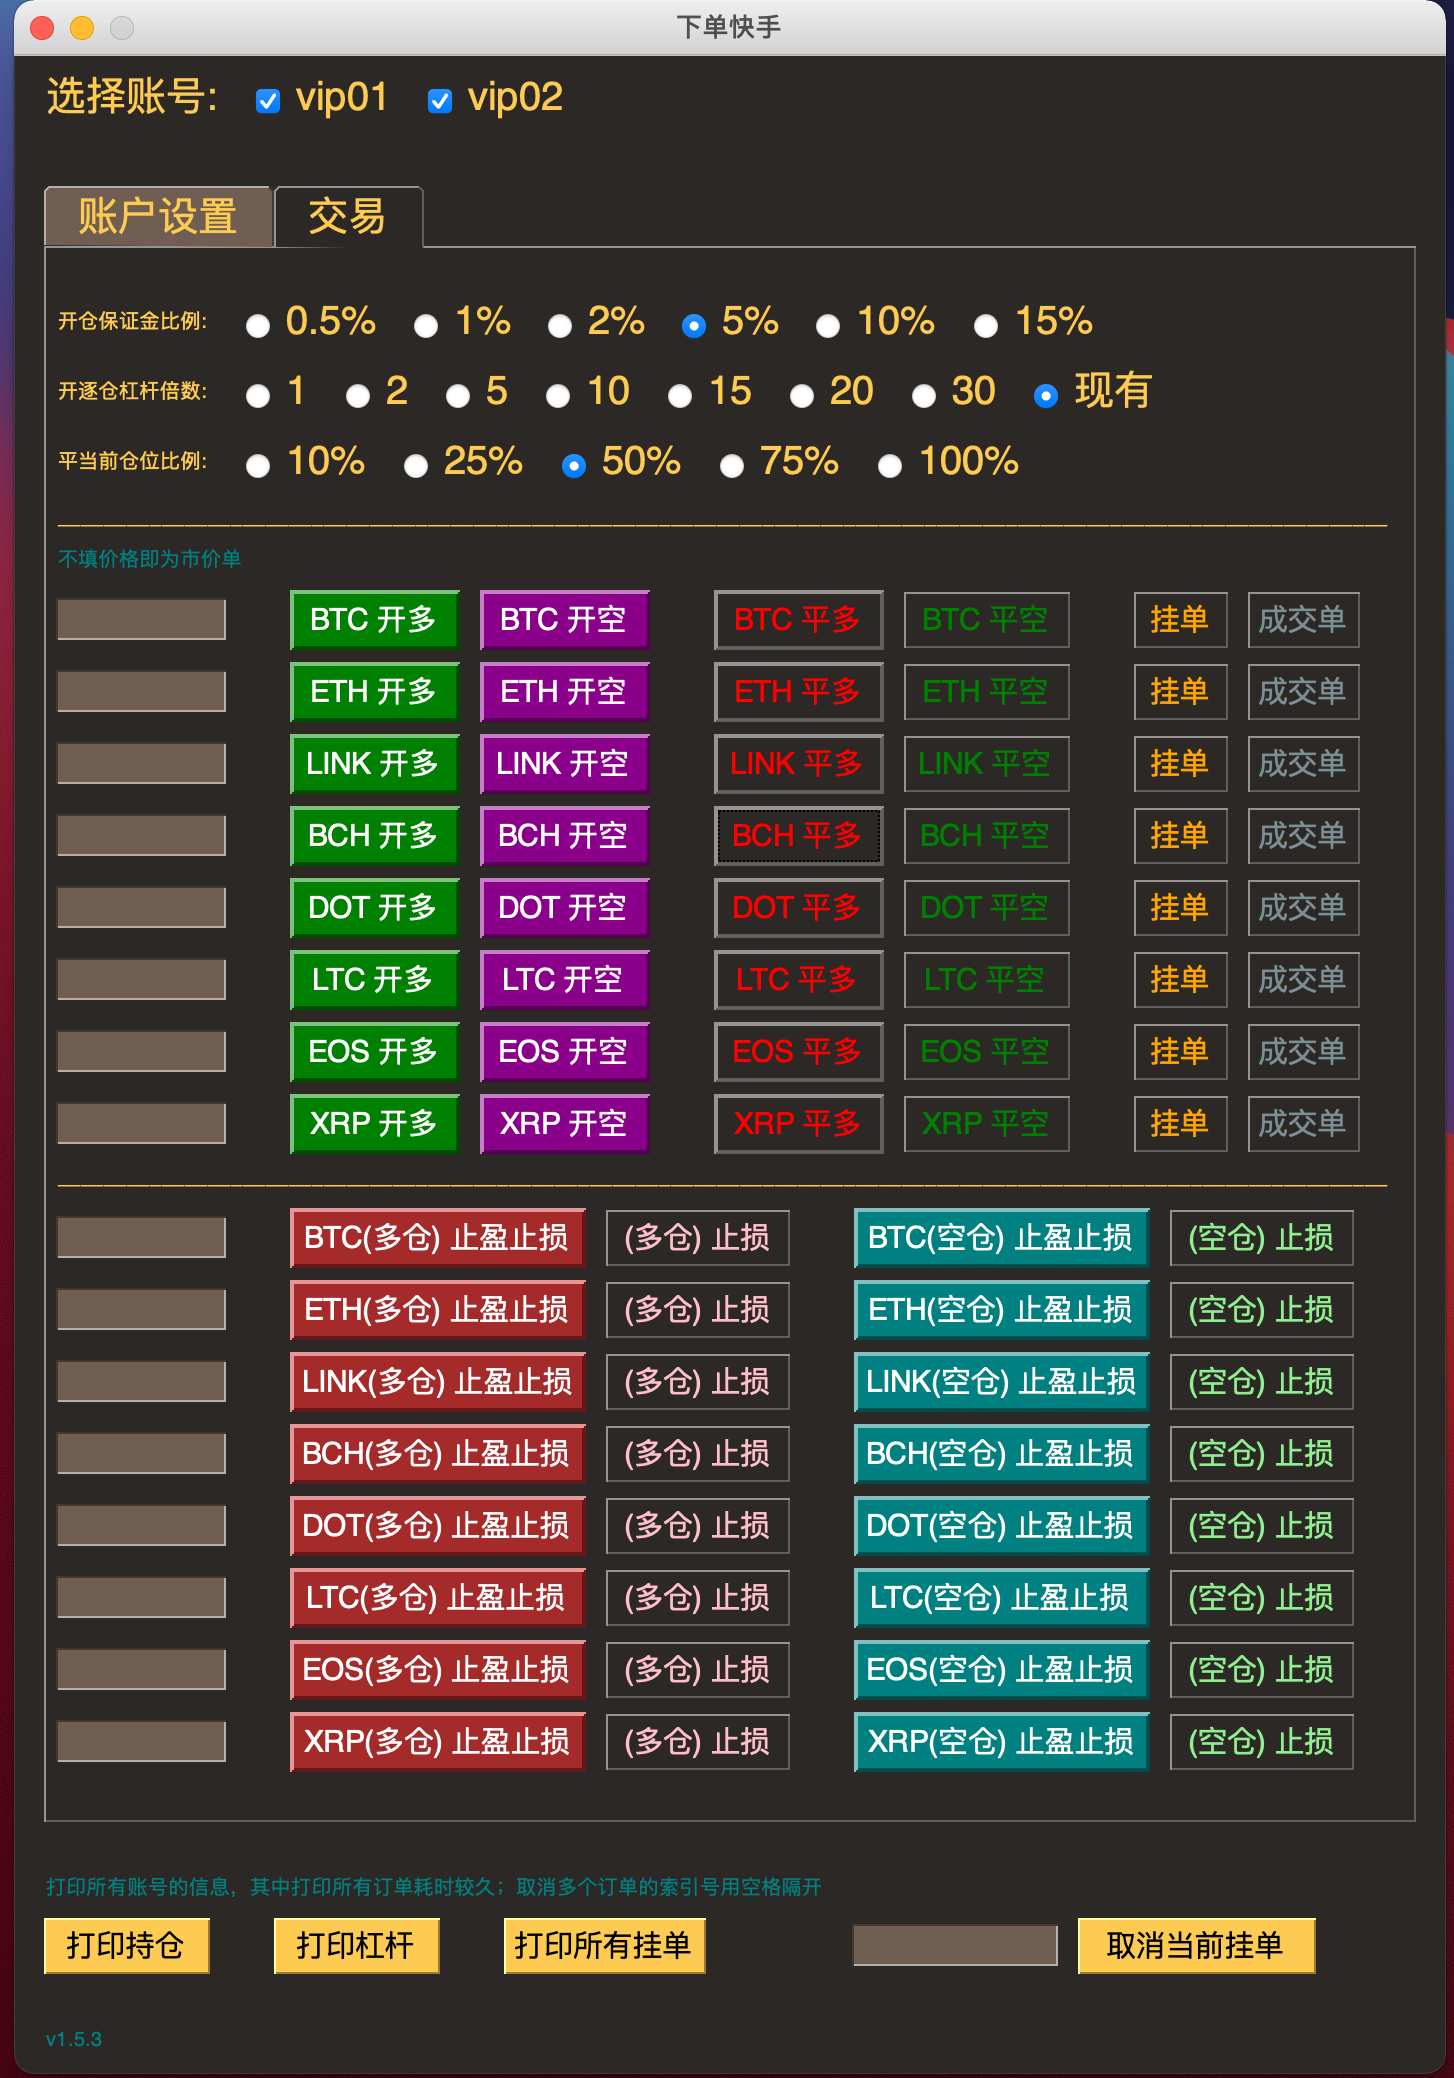 下单快手
选择账号: vip01 vip02
账户设置 交易
开仓保证金比例: 0.5% 1% 2% 5% 10% 15%
开逐仓杠杆倍数: 1 2 5 10 15 20 30 现有
平当前仓位比例: 10% 25% 50% 75% 100%
不填价格即为市价单
BTC 开多 BTC 开空 BTC 平多 BTC 平空 挂单 成交单
ETH 开多 ETH 开空 ETH 平多 ETH 平空 挂单 成交单
LINK 开多 LINK 开空 LINK 平多 LINK 平空 挂单 成交单
BCH 开多 BCH 开空 BCH 平多 BCH 平空 挂单 成交单
DOT 开多 DOT 开空 DOT 平多 DOT 平空 挂单 成交单
LTC 开多 LTC 开空 LTC 平多 LTC 平空 挂单 成交单
EOS 开多 EOS 开空 EOS 平多 EOS 平空 挂单 成交单
XRP 开多 XRP 开空 XRP 平多 XRP 平空 挂单 成交单
BTC(多仓) 止盈止损 (多仓) 止损 BTC(空仓) 止盈止损 (空仓) 止损
ETH(多仓) 止盈止损 (多仓) 止损 ETH(空仓) 止盈止损 (空仓) 止损
LINK(多仓) 止盈止损 (多仓) 止损 LINK(空仓) 止盈止损 (空仓) 止损
BCH(多仓) 止盈止损 (多仓) 止损 BCH(空仓) 止盈止损 (空仓) 止损
DOT(多仓) 止盈止损 (多仓) 止损 DOT(空仓) 止盈止损 (空仓) 止损
LTC(多仓) 止盈止损 (多仓) 止损 LTC(空仓) 止盈止损 (空仓) 止损
EOS(多仓) 止盈止损 (多仓) 止损 EOS(空仓) 止盈止损 (空仓) 止损
XRP(多仓) 止盈止损 (多仓) 止损 XRP(空仓) 止盈止损 (空仓) 止损
打印所有账号的信息，其中打印所有订单耗时较久；取消多个订单的索引号用空格隔开
打印持仓 打印杠杆 打印所有挂单 取消当前挂单
v1.5.3